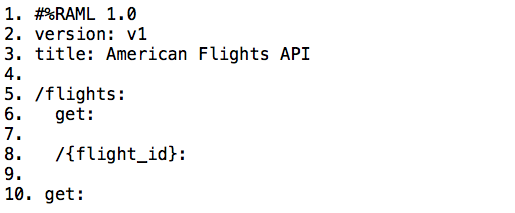 1. #%RAML 1.0
2. version: v1
3. title: American Flights API
4.
5. /flights:
6.   get:
7.
8.   /{flight_id}:
9.
10. get: